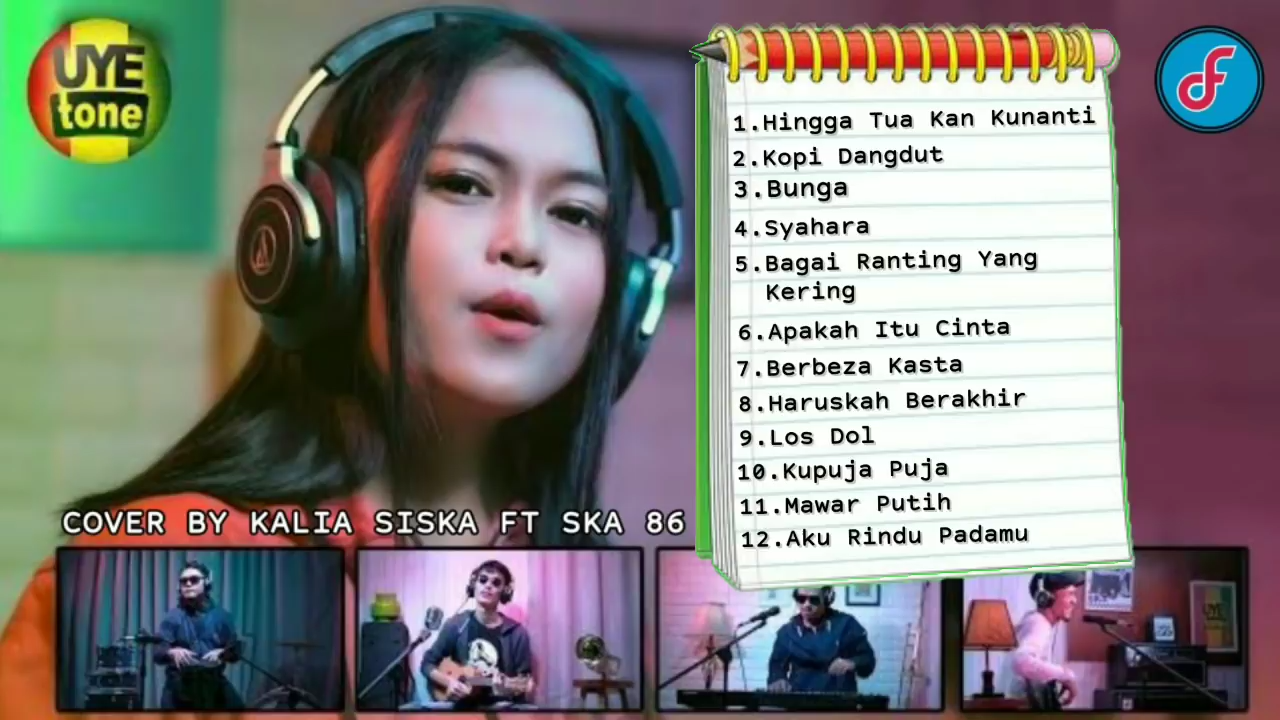 UYE
tone
1.Hingga Tua Kan Kunanti
2.Kopi Dangdut
3.Bunga
4.Syahara
5.Bagai Ranting Yang
Kering
6.Apakah Itu Cinta
7.Berbeza Kasta
8.Haruskah Berakhir
9.Los Dol
10.Kupuja Puja
11.Mawar Putih
12.Aku Rindu Padamu
COVER BY KALIA SISKA FT SKA 86
UYE